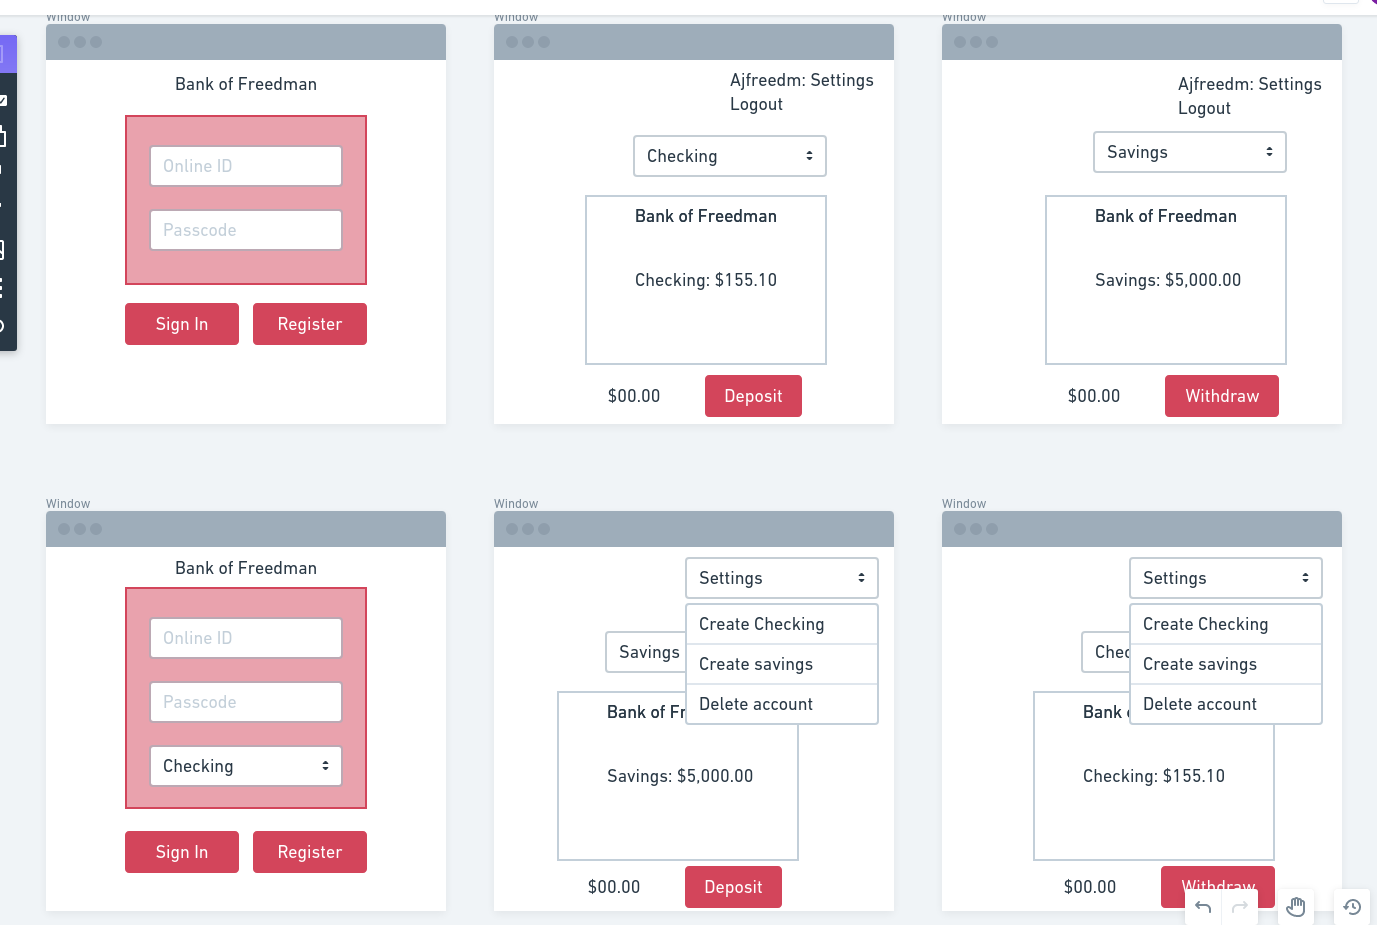 Window
Bank of Freedman
Online ID
Passcode
Sign In
Register
Window
Ajfreedm: Settings
Logout
Checking
Bank of Freedman
Checking: $155.10
$00.00
Deposit
Window
Ajfreedm: Settings
Logout
Savings
Bank of Freedman
Savings: $5,000.00
$00.00
Withdraw
Window
Bank of Freedman
Online ID
Passcode
Checking
Sign In
Register
Window
Settings
Create Checking
Savings
Create savings
Delete account
Bank of Fr
Savings: $5,000.00
$00.00
Deposit
Window
Settings
Create Checking
Chec
Create savings
Delete account
Bank
Checking: $155.10
$00.00
Withdraw